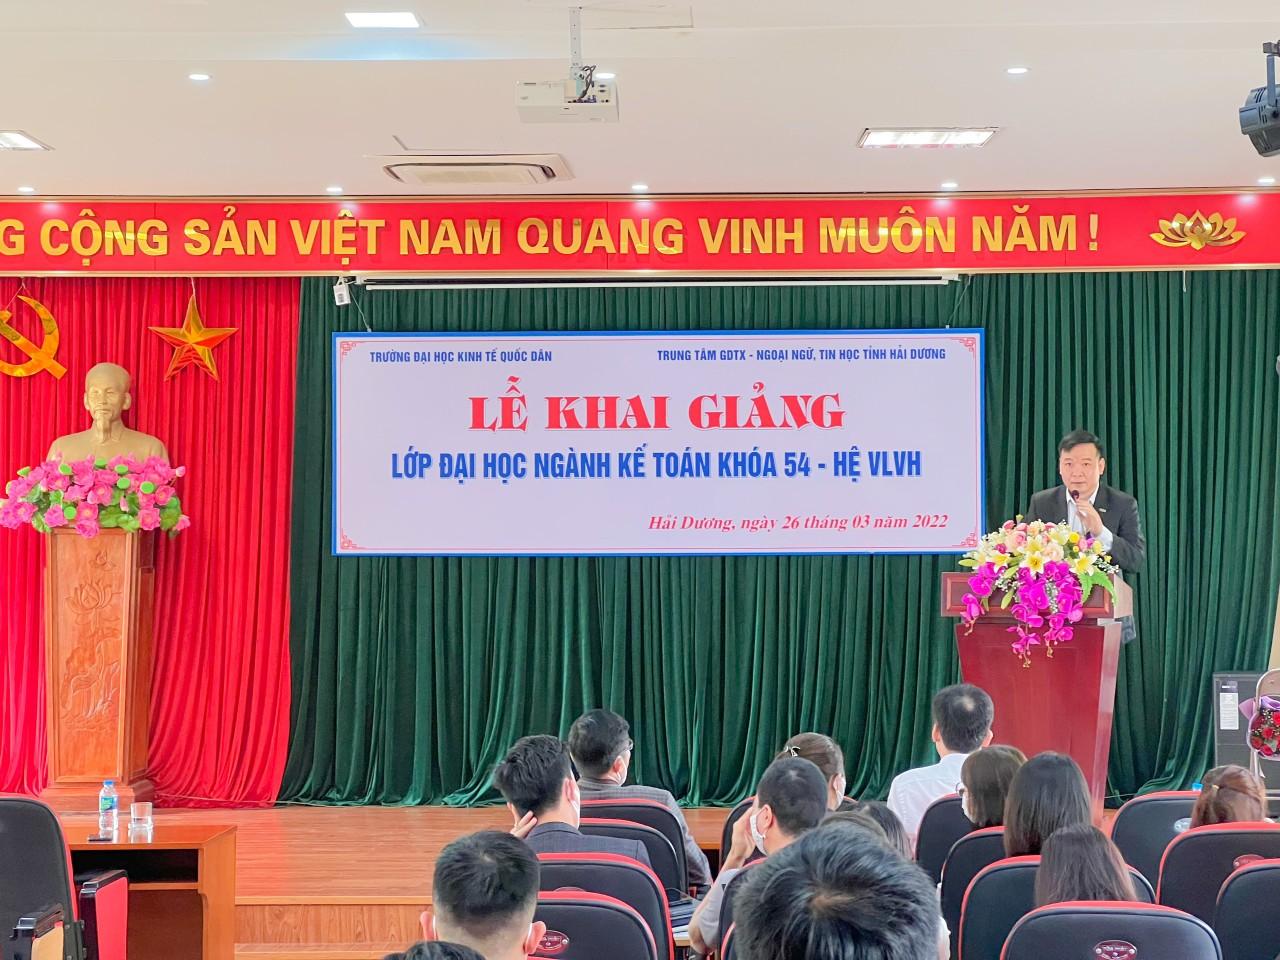 G CỘNG SẢN VIỆT NAM QUANG VINH MUÔN NĂM !
TRƯỜNG ĐẠI HỌC KINH TẾ QUỐC DÂN
TRUNG TÂM GDTX - NGOẠI NGỮ, TIN HỌC TỈNH HẢI DƯƠNG
LỄ KHAI GIẢNG
LỚP ĐẠI HỌC NGÀNH KẾ TOÁN KHÓA 54 - HỆ VLVH
Hải Dương, ngày 26 tháng 03 năm 2022